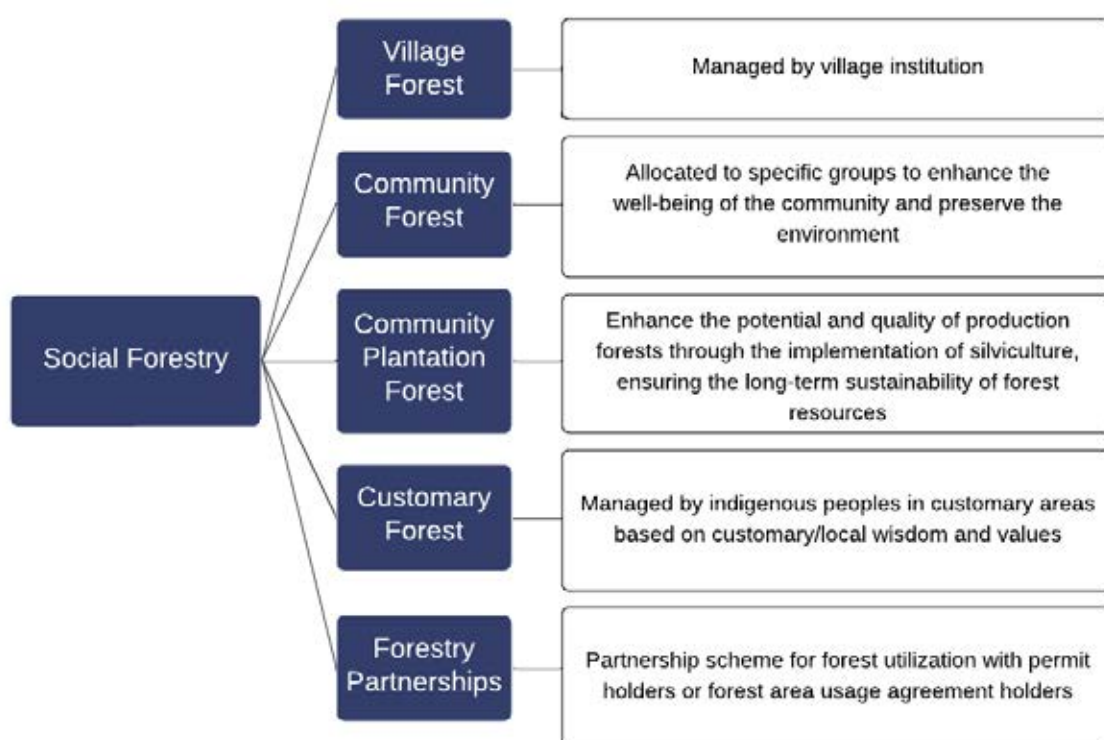 Social Forestry
Village
Forest
Managed by village institution
Community
Forest
Allocated to specific groups to enhance the
well-being of the community and preserve the
environment
Community
Plantation
Forest
Enhance the potential and quality of production
forests through the implementation of silviculture,
ensuring the long-term sustainability of forest
resources
Customary
Forest
Managed by indigenous peoples in customary areas
based on customary/local wisdom and values
Forestry
Partnerships
Partnership scheme for forest utilization with permit
holders or forest area usage agreement holders